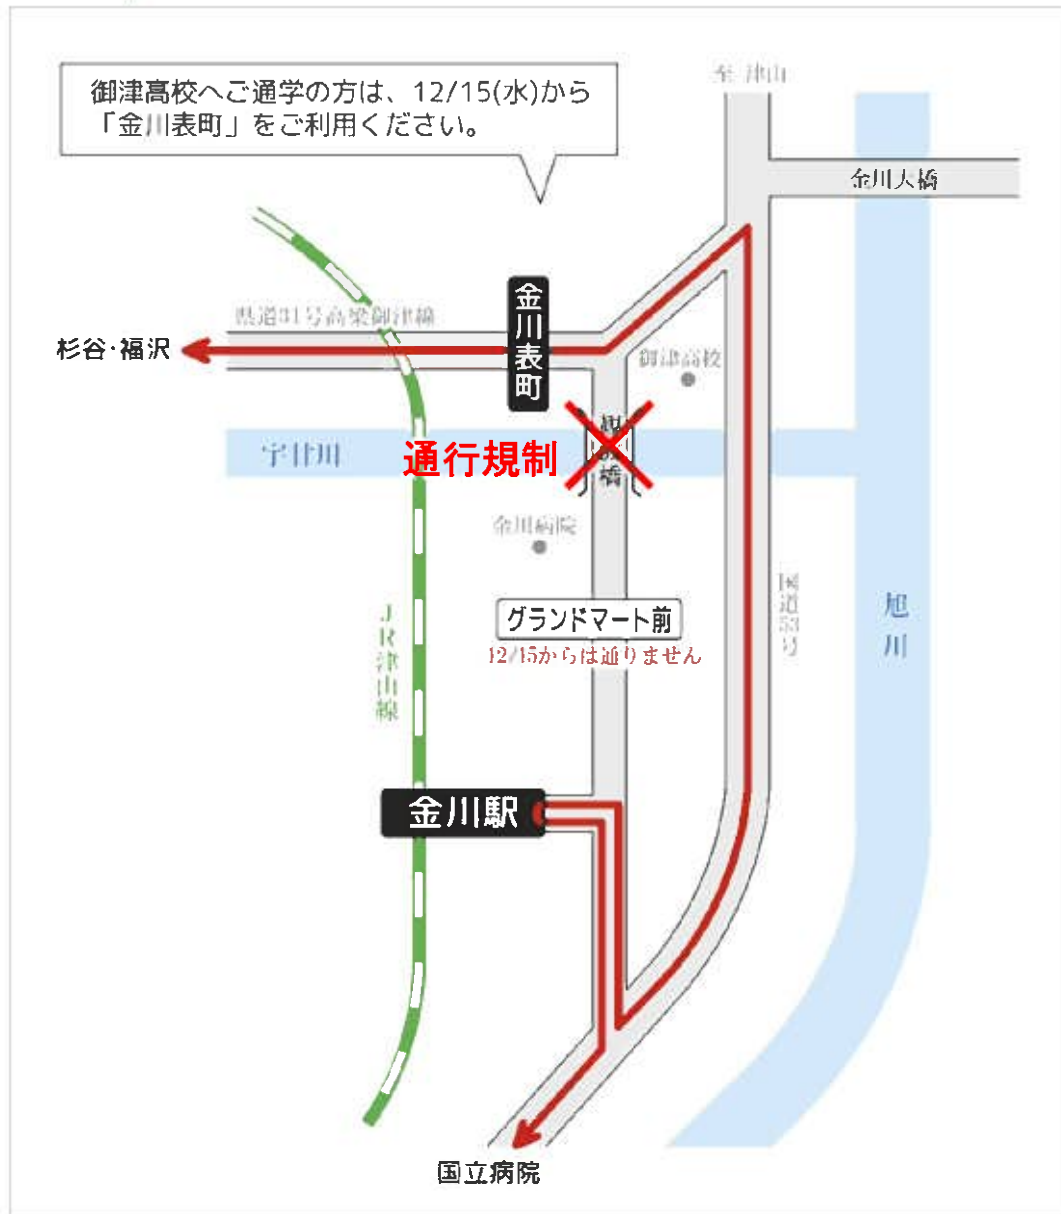 御津高校へご通学の方は、12/15(水)から
「金川表町」をご利用ください。
至 津山
金川大橋
金川表町
県道31号高梁御津線
杉谷・福沢
御津高校
橋
宇甘川
通行規制
金川病院
国道53号
グランドマート前
12/15からは通りません
旭川
JR津山線
金川駅
国立病院